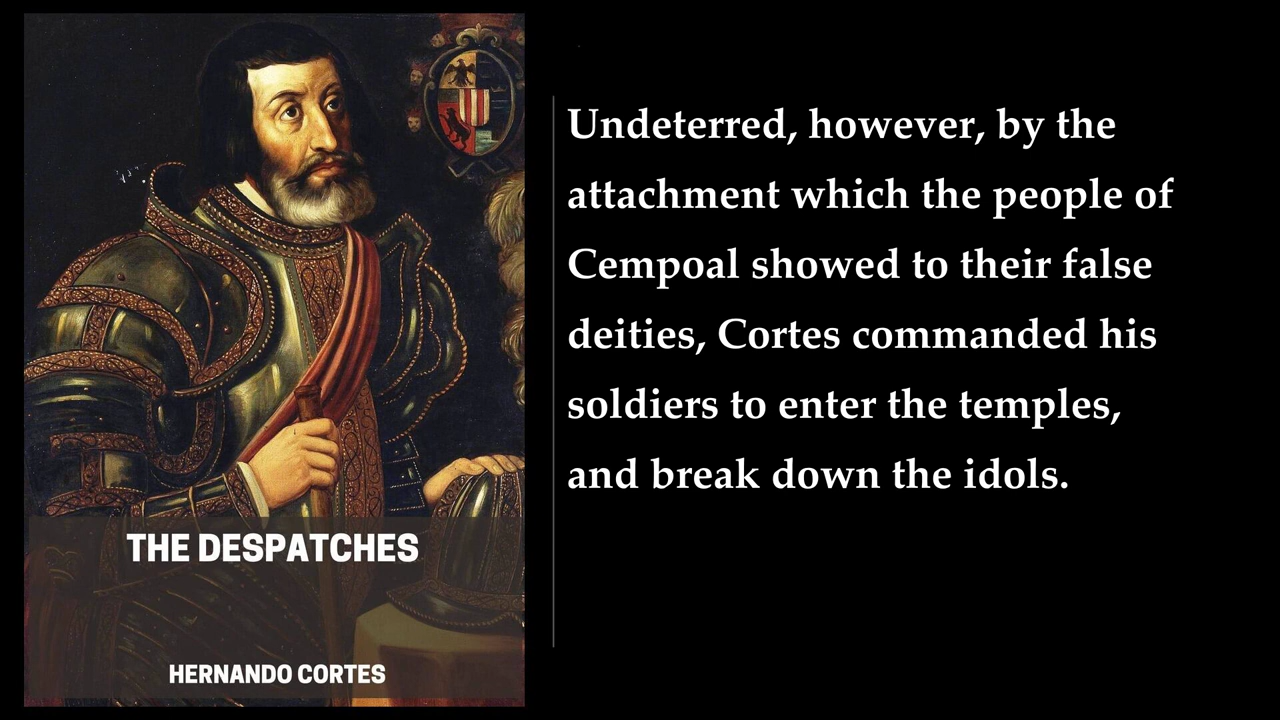 THE DESPATCHES
HERNANDO CORTES
Undeterred, however, by the
attachment which the people of
Cempoal showed to their false
deities, Cortes commanded his
soldiers to enter the temples,
and break down the idols.